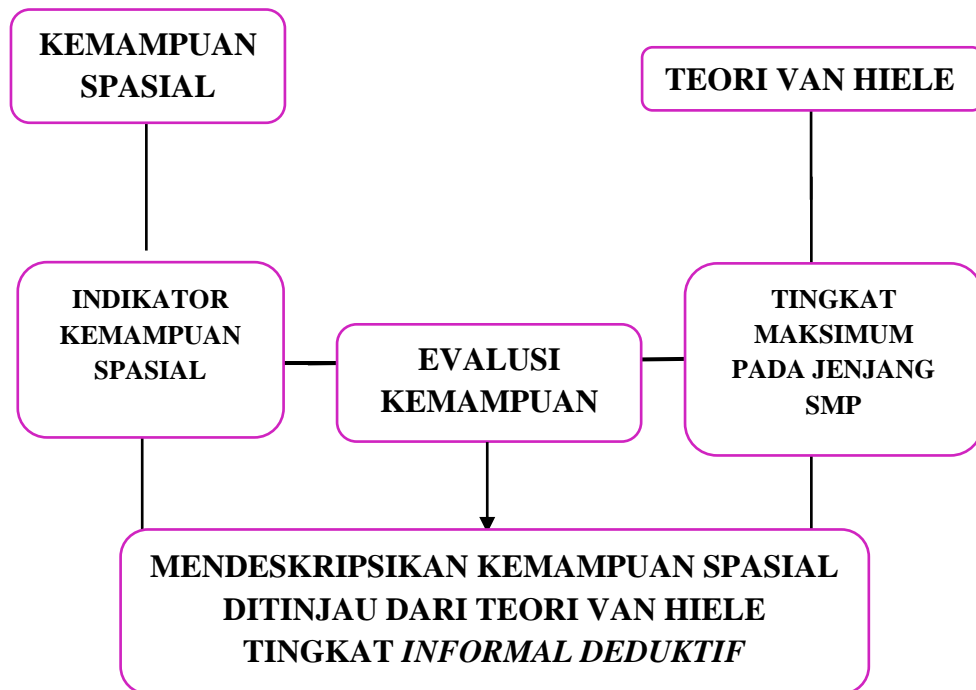 KEMAMPUAN
SPASIAL
TEORI VAN HIELE
INDIKATOR
KEMAMPUAN
SPASIAL
EVALUSI
KEMAMPUAN
TINGKAT
MAKSIMUM
PADA JENJANG
SMP
MENDESKRIPSIKAN KEMAMPUAN SPASIAL
DITINJAU DARI TEORI VAN HIELE
TINGKAT INFORMAL DEDUKTIF